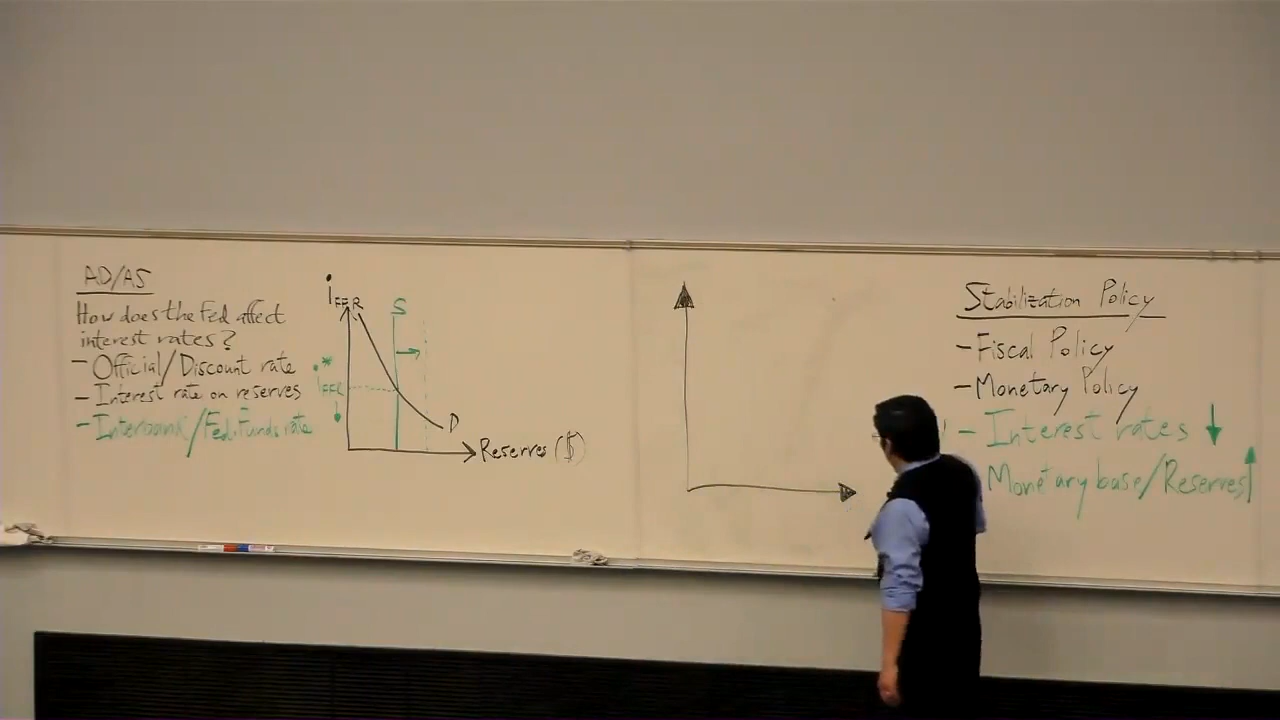 AD/AS
How does the Fed affect
interest rates?
- Official/Discount rate
- Interest rate on reserves
- Interbank/Fed. Funds rate
iFFR
S
i*FFR
D
Reserves ($)
Stabilization Policy
- Fiscal Policy
- Monetary Policy
- Interest rates ↓
Monetary base/Reserves ↑